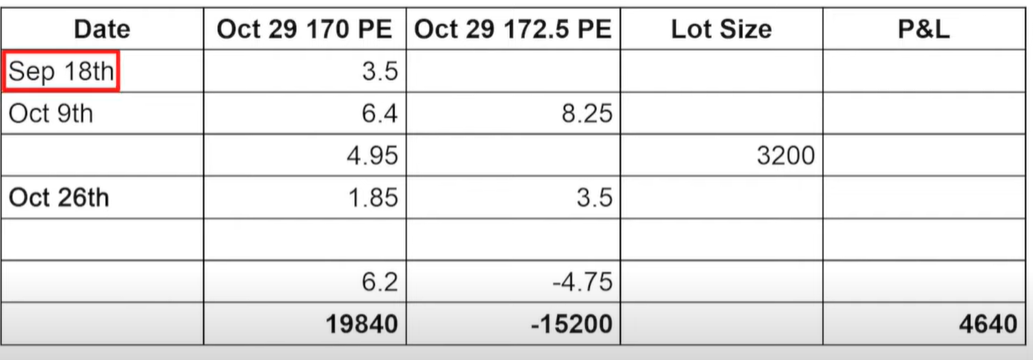 Date Oct 29 170 PE Oct 29 172.5 PE Lot Size P&L
Sep 18th 3.5
Oct 9th 6.4 8.25
4.95 3200
Oct 26th 1.85 3.5
6.2 -4.75
19840 -15200 4640